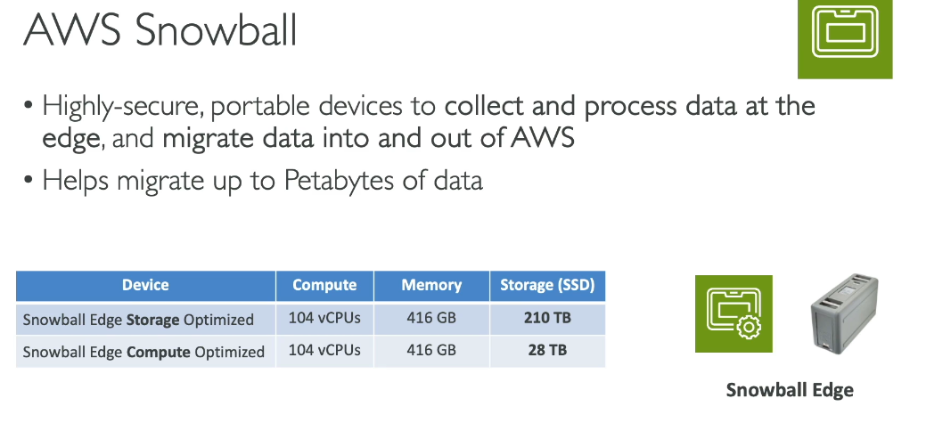 AWS Snowball
• Highly-secure, portable devices to collect and process data at the
edge, and migrate data into and out of AWS
• Helps migrate up to Petabytes of data
Device Compute Memory Storage (SSD)
Snowball Edge Storage Optimized 104 vCPUs 416 GB 210 TB
Snowball Edge Compute Optimized 104 vCPUs 416 GB 28 TB
Snowball Edge